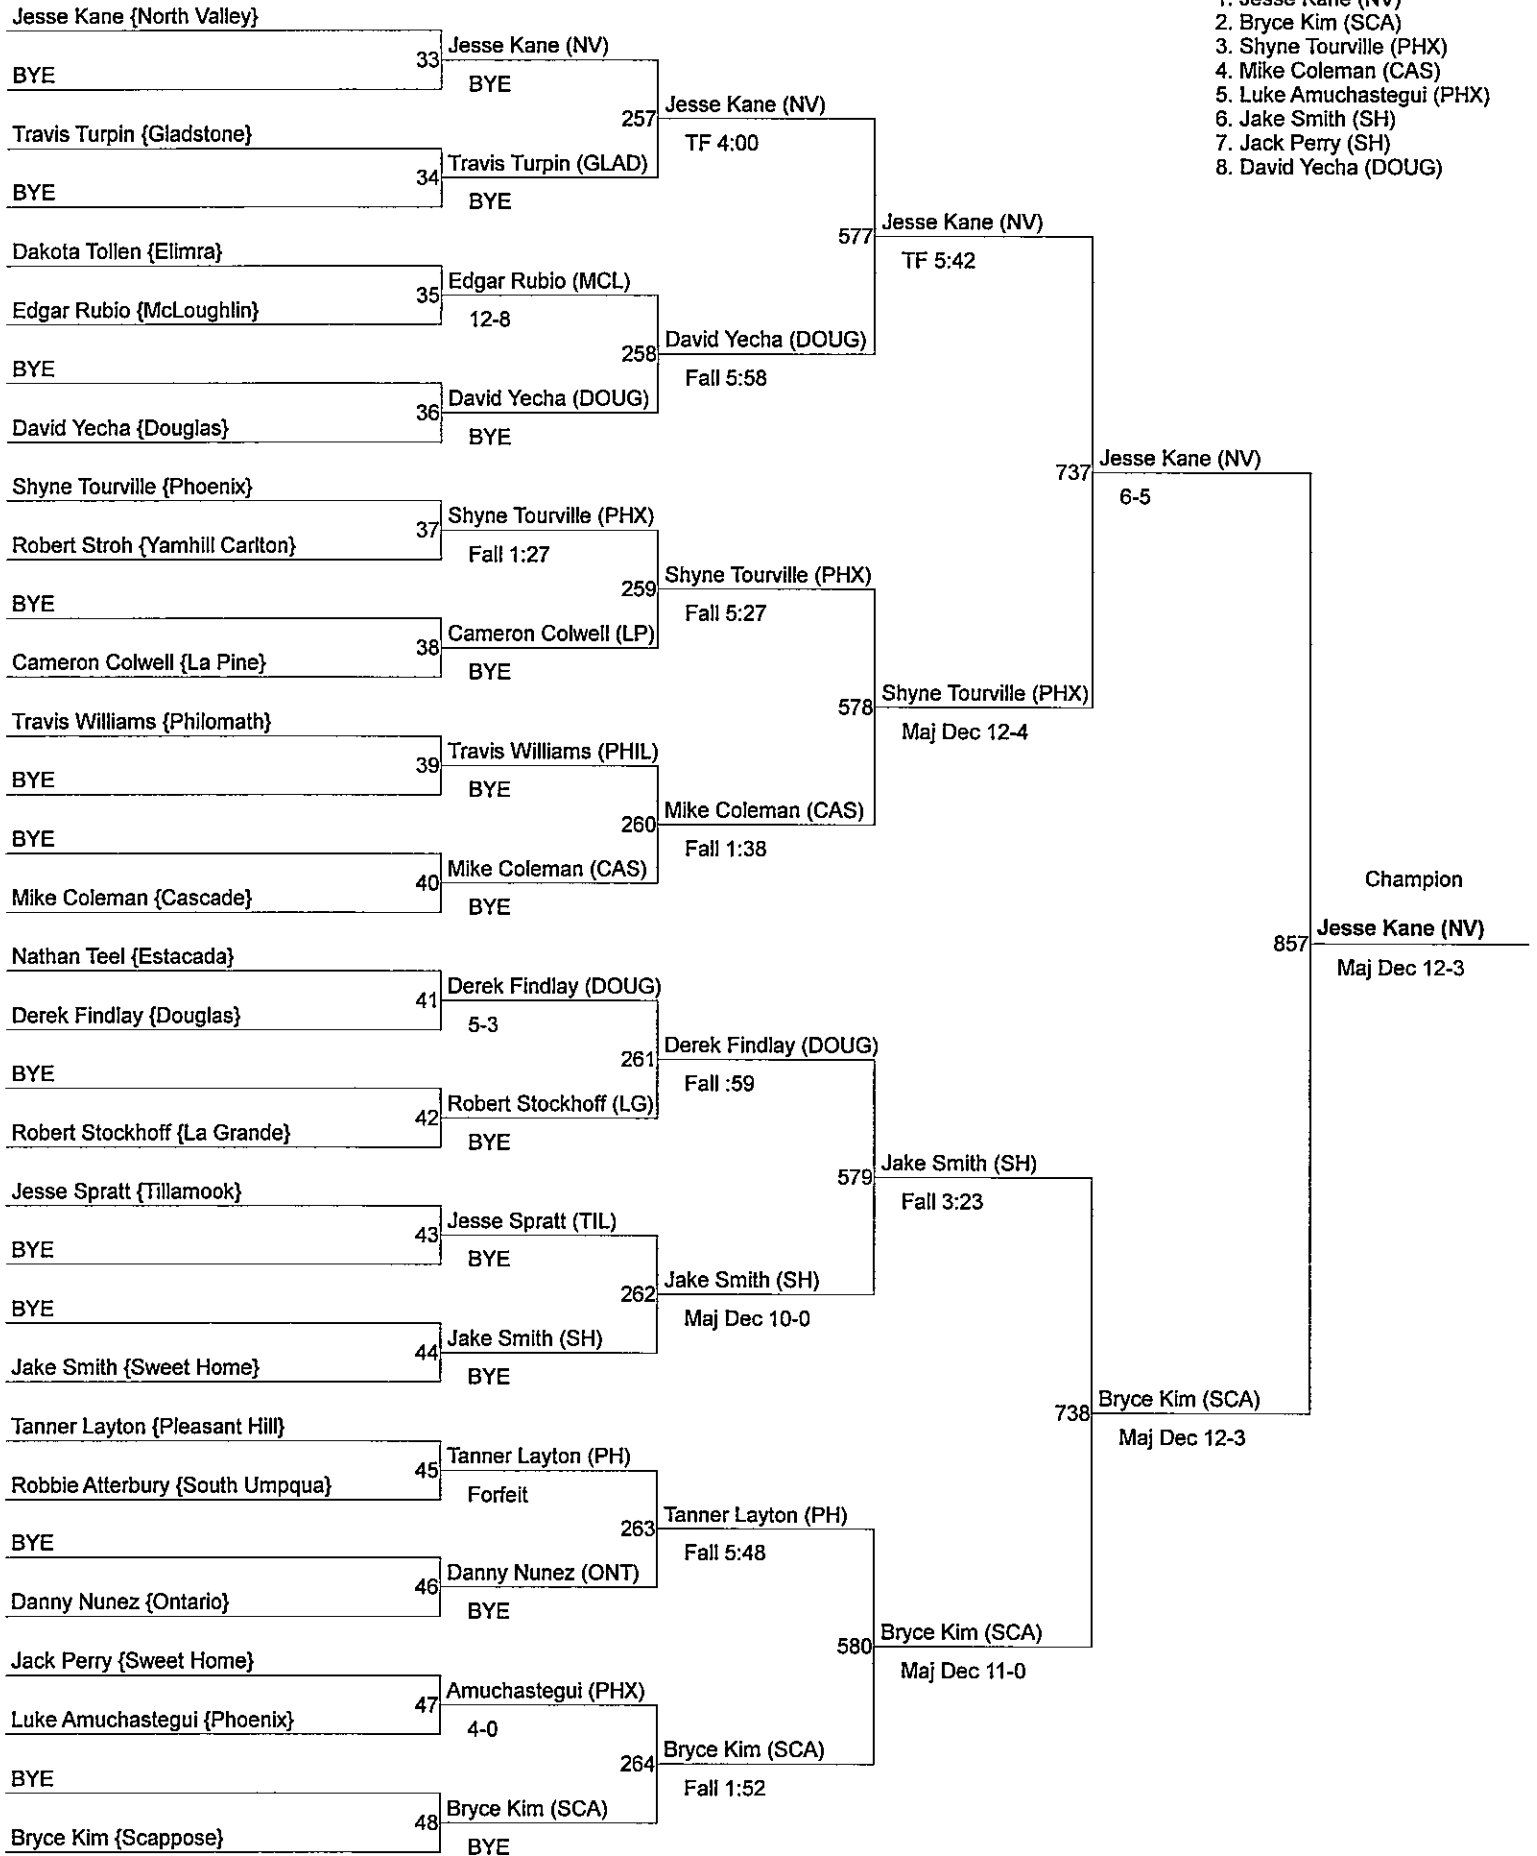 Jesse Kane {North Valley}
BYE
Travis Turpin {Gladstone}
BYE
Dakota Tollen {Elimra}
Edgar Rubio {McLoughlin}
BYE
David Yecha {Douglas}
Shyne Tourville {Phoenix}
Robert Stroh {Yamhill Carlton}
BYE
Cameron Colwell {La Pine}
Travis Williams {Philomath}
BYE
BYE
Mike Coleman {Cascade}
Nathan Teel {Estacada}
Derek Findlay {Douglas}
BYE
Robert Stockhoff {La Grande}
Jesse Spratt {Tillamook}
BYE
BYE
Jake Smith {Sweet Home}
Tanner Layton {Pleasant Hill}
Robbie Atterbury {South Umpqua}
BYE
Danny Nunez {Ontario}
Jack Perry {Sweet Home}
Luke Amuchastegui {Phoenix}
BYE
Bryce Kim {Scappose}
33 Jesse Kane (NV)
BYE
34 Travis Turpin (GLAD)
BYE
35 Edgar Rubio (MCL)
12-8
36 David Yecha (DOUG)
BYE
37 Shyne Tourville (PHX)
Fall 1:27
38 Cameron Colwell (LP)
BYE
39 Travis Williams (PHIL)
BYE
40 Mike Coleman (CAS)
BYE
41 Derek Findlay (DOUG)
5-3
42 Robert Stockhoff (LG)
BYE
43 Jesse Spratt (TIL)
BYE
44 Jake Smith (SH)
BYE
45 Tanner Layton (PH)
Forfeit
46 Danny Nunez (ONT)
BYE
47 Amuchastegui (PHX)
4-0
48 Bryce Kim (SCA)
BYE
257 Jesse Kane (NV)
TF 4:00
258 David Yecha (DOUG)
Fall 5:58
259 Shyne Tourville (PHX)
Fall 5:27
260 Mike Coleman (CAS)
Fall 1:38
261 Derek Findlay (DOUG)
Fall :59
262 Jake Smith (SH)
Maj Dec 10-0
263 Tanner Layton (PH)
Fall 5:48
264 Bryce Kim (SCA)
Fall 1:52
577 Jesse Kane (NV)
TF 5:42
578 Shyne Tourville (PHX)
Maj Dec 12-4
579 Jake Smith (SH)
Fall 3:23
580 Bryce Kim (SCA)
Maj Dec 11-0
737 Jesse Kane (NV)
6-5
738 Bryce Kim (SCA)
Maj Dec 12-3
Champion
857 Jesse Kane (NV)
Maj Dec 12-3
1. Jesse Kane (NV)
2. Bryce Kim (SCA)
3. Shyne Tourville (PHX)
4. Mike Coleman (CAS)
5. Luke Amuchastegui (PHX)
6. Jake Smith (SH)
7. Jack Perry (SH)
8. David Yecha (DOUG)